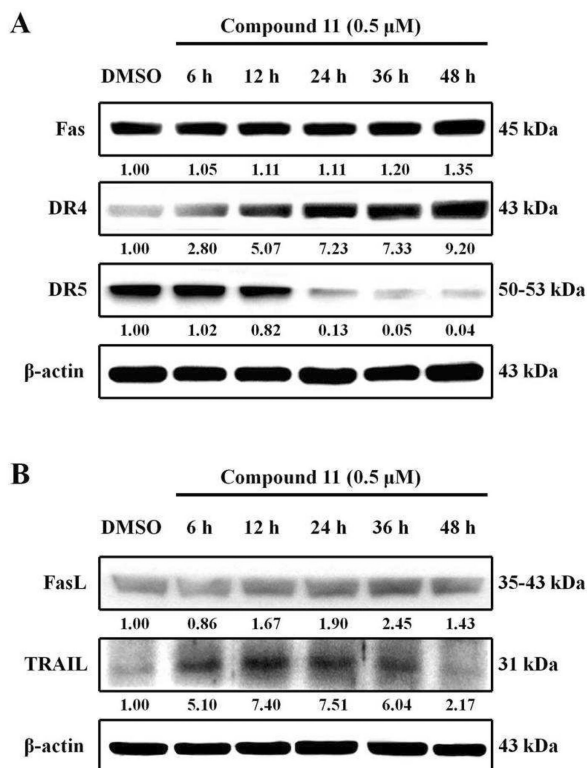 A
Compound 11 (0.5 μM)
DMSO 6 h 12 h 24 h 36 h 48 h
Fas 45 kDa
1.00 1.05 1.11 1.11 1.20 1.35
DR4 43 kDa
1.00 2.80 5.07 7.23 7.33 9.20
DR5 50-53 kDa
1.00 1.02 0.82 0.13 0.05 0.04
β-actin 43 kDa
B
Compound 11 (0.5 μM)
DMSO 6 h 12 h 24 h 36 h 48 h
FasL 35-43 kDa
1.00 0.86 1.67 1.90 2.45 1.43
TRAIL 31 kDa
1.00 5.10 7.40 7.51 6.04 2.17
β-actin 43 kDa